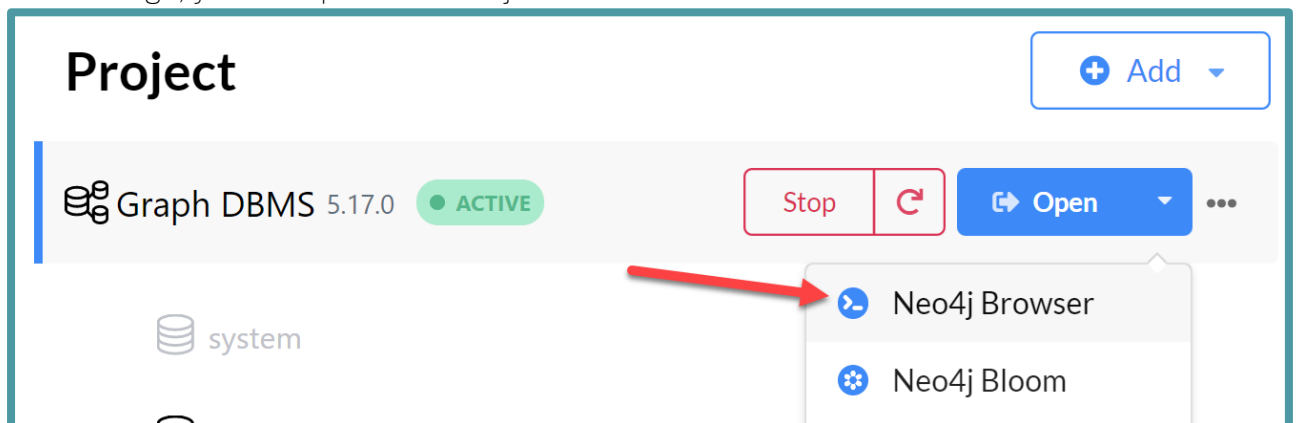 Project
Add
Graph DBMS 5.17.0 ACTIVE Stop Open
Neo4j Browser
system
Neo4j Bloom